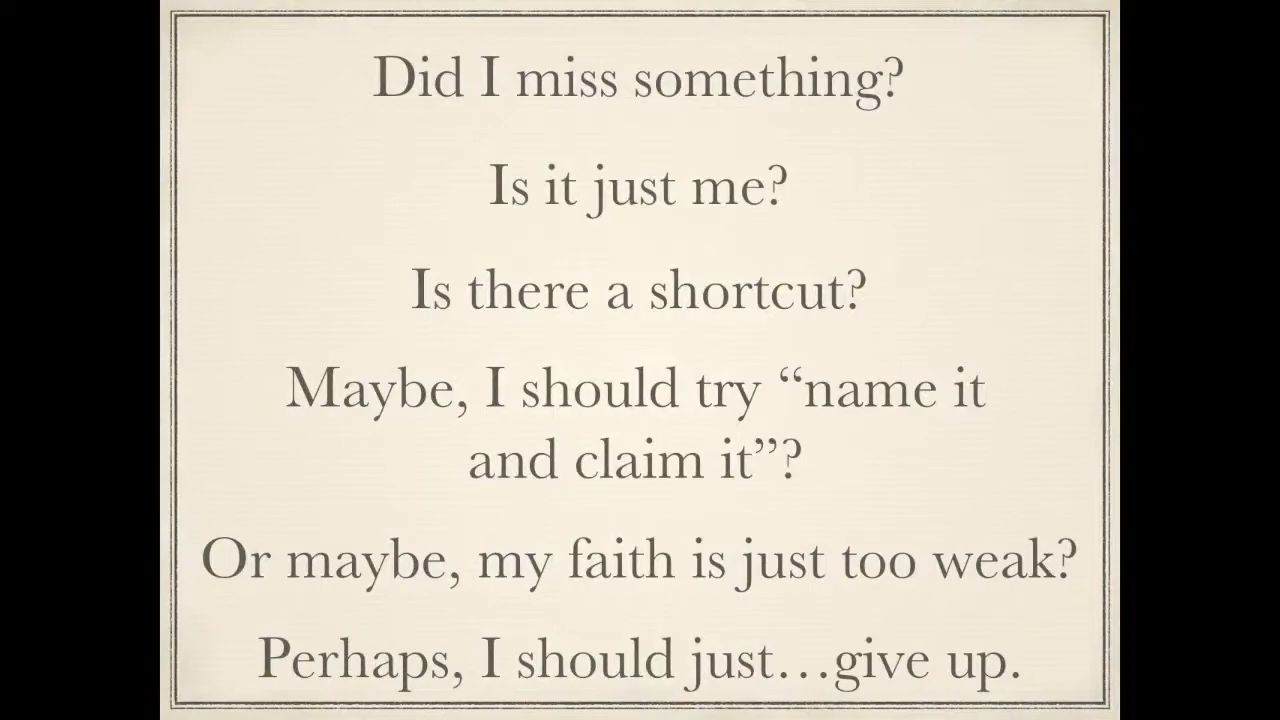 Did I miss something?
Is it just me?
Is there a shortcut?
Maybe, I should try “name it
and claim it”?
Or maybe, my faith is just too weak?
Perhaps, I should just…give up.